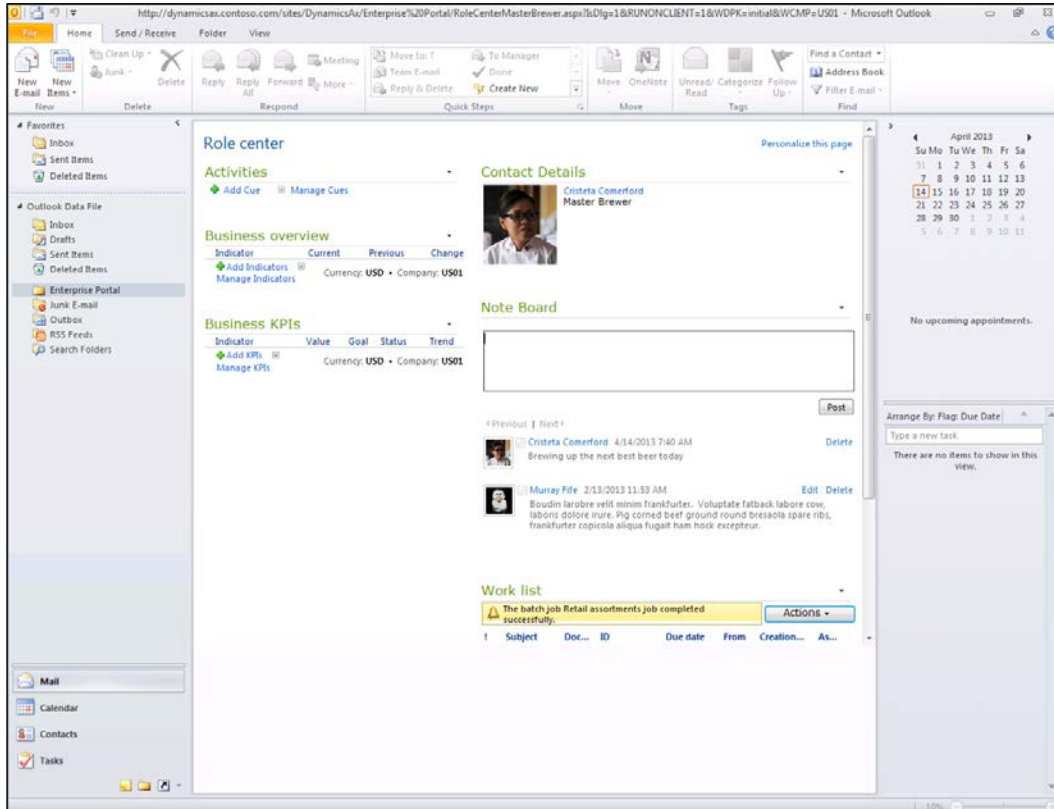 http://dynamicsax.contoso.com/sites/DynamicsAx/Enterprise%20Portal/RoleCenterMasterBrewer.aspx?IsDlg=1&RUNONCLIENT=1&WDPK=initial&WCMP=US01 - Microsoft Outlook
File Home Send / Receive Folder View
New E-mail
New Items
New
Clean Up
Junk
Delete
Delete
Reply
Reply All
Forward
Meeting
More
Respond
Move to: ?
Team E-mail
Reply & Delete
To Manager
Done
Create New
Quick Steps
Move
OneNote
Move
Unread/ Read
Categorize
Follow Up
Tags
Find a Contact
Address Book
Filter E-mail
Find
Favorites
Inbox
Sent Items
Deleted Items
Outlook Data File
Inbox
Drafts
Sent Items
Deleted Items
Enterprise Portal
Junk E-mail
Outbox
RSS Feeds
Search Folders
Mail
Calendar
Contacts
Tasks
Role center
Personalize this page
Activities
Add Cue Manage Cues
Business overview
Indicator Current Previous Change
Add Indicators
Manage Indicators
Currency: USD • Company: US01
Business KPIs
Indicator Value Goal Status Trend
Add KPIs
Manage KPIs
Currency: USD • Company: US01
Contact Details
Cristeta Comerford
Master Brewer
Note Board
Post
Previous | Next
Cristeta Comerford 4/14/2013 7:40 AM Delete
Brewing up the next best beer today
Murray Fife 2/13/2013 11:53 AM Edit | Delete
Boudin larobre velit minim frankfurter. Voluptate fatback labore cow,
laboris dolore irure. Pig corned beef ground round bresaola spare ribs,
frankfurter copicola aliqua fugait ham hock excepteur.
Work list
The batch job Retail assortments job completed
successfully.
Actions
! Subject Doc... ID Due date From Creation... As...
April 2013
Su Mo Tu We Th Fr Sa
31 1 2 3 4 5 6
7 8 9 10 11 12 13
14 15 16 17 18 19 20
21 22 23 24 25 26 27
28 29 30 1 2 3 4
5 6 7 8 9 10 11
No upcoming appointments.
Arrange By: Flag: Due Date
Type a new task
There are no items to show in this
view.
10%